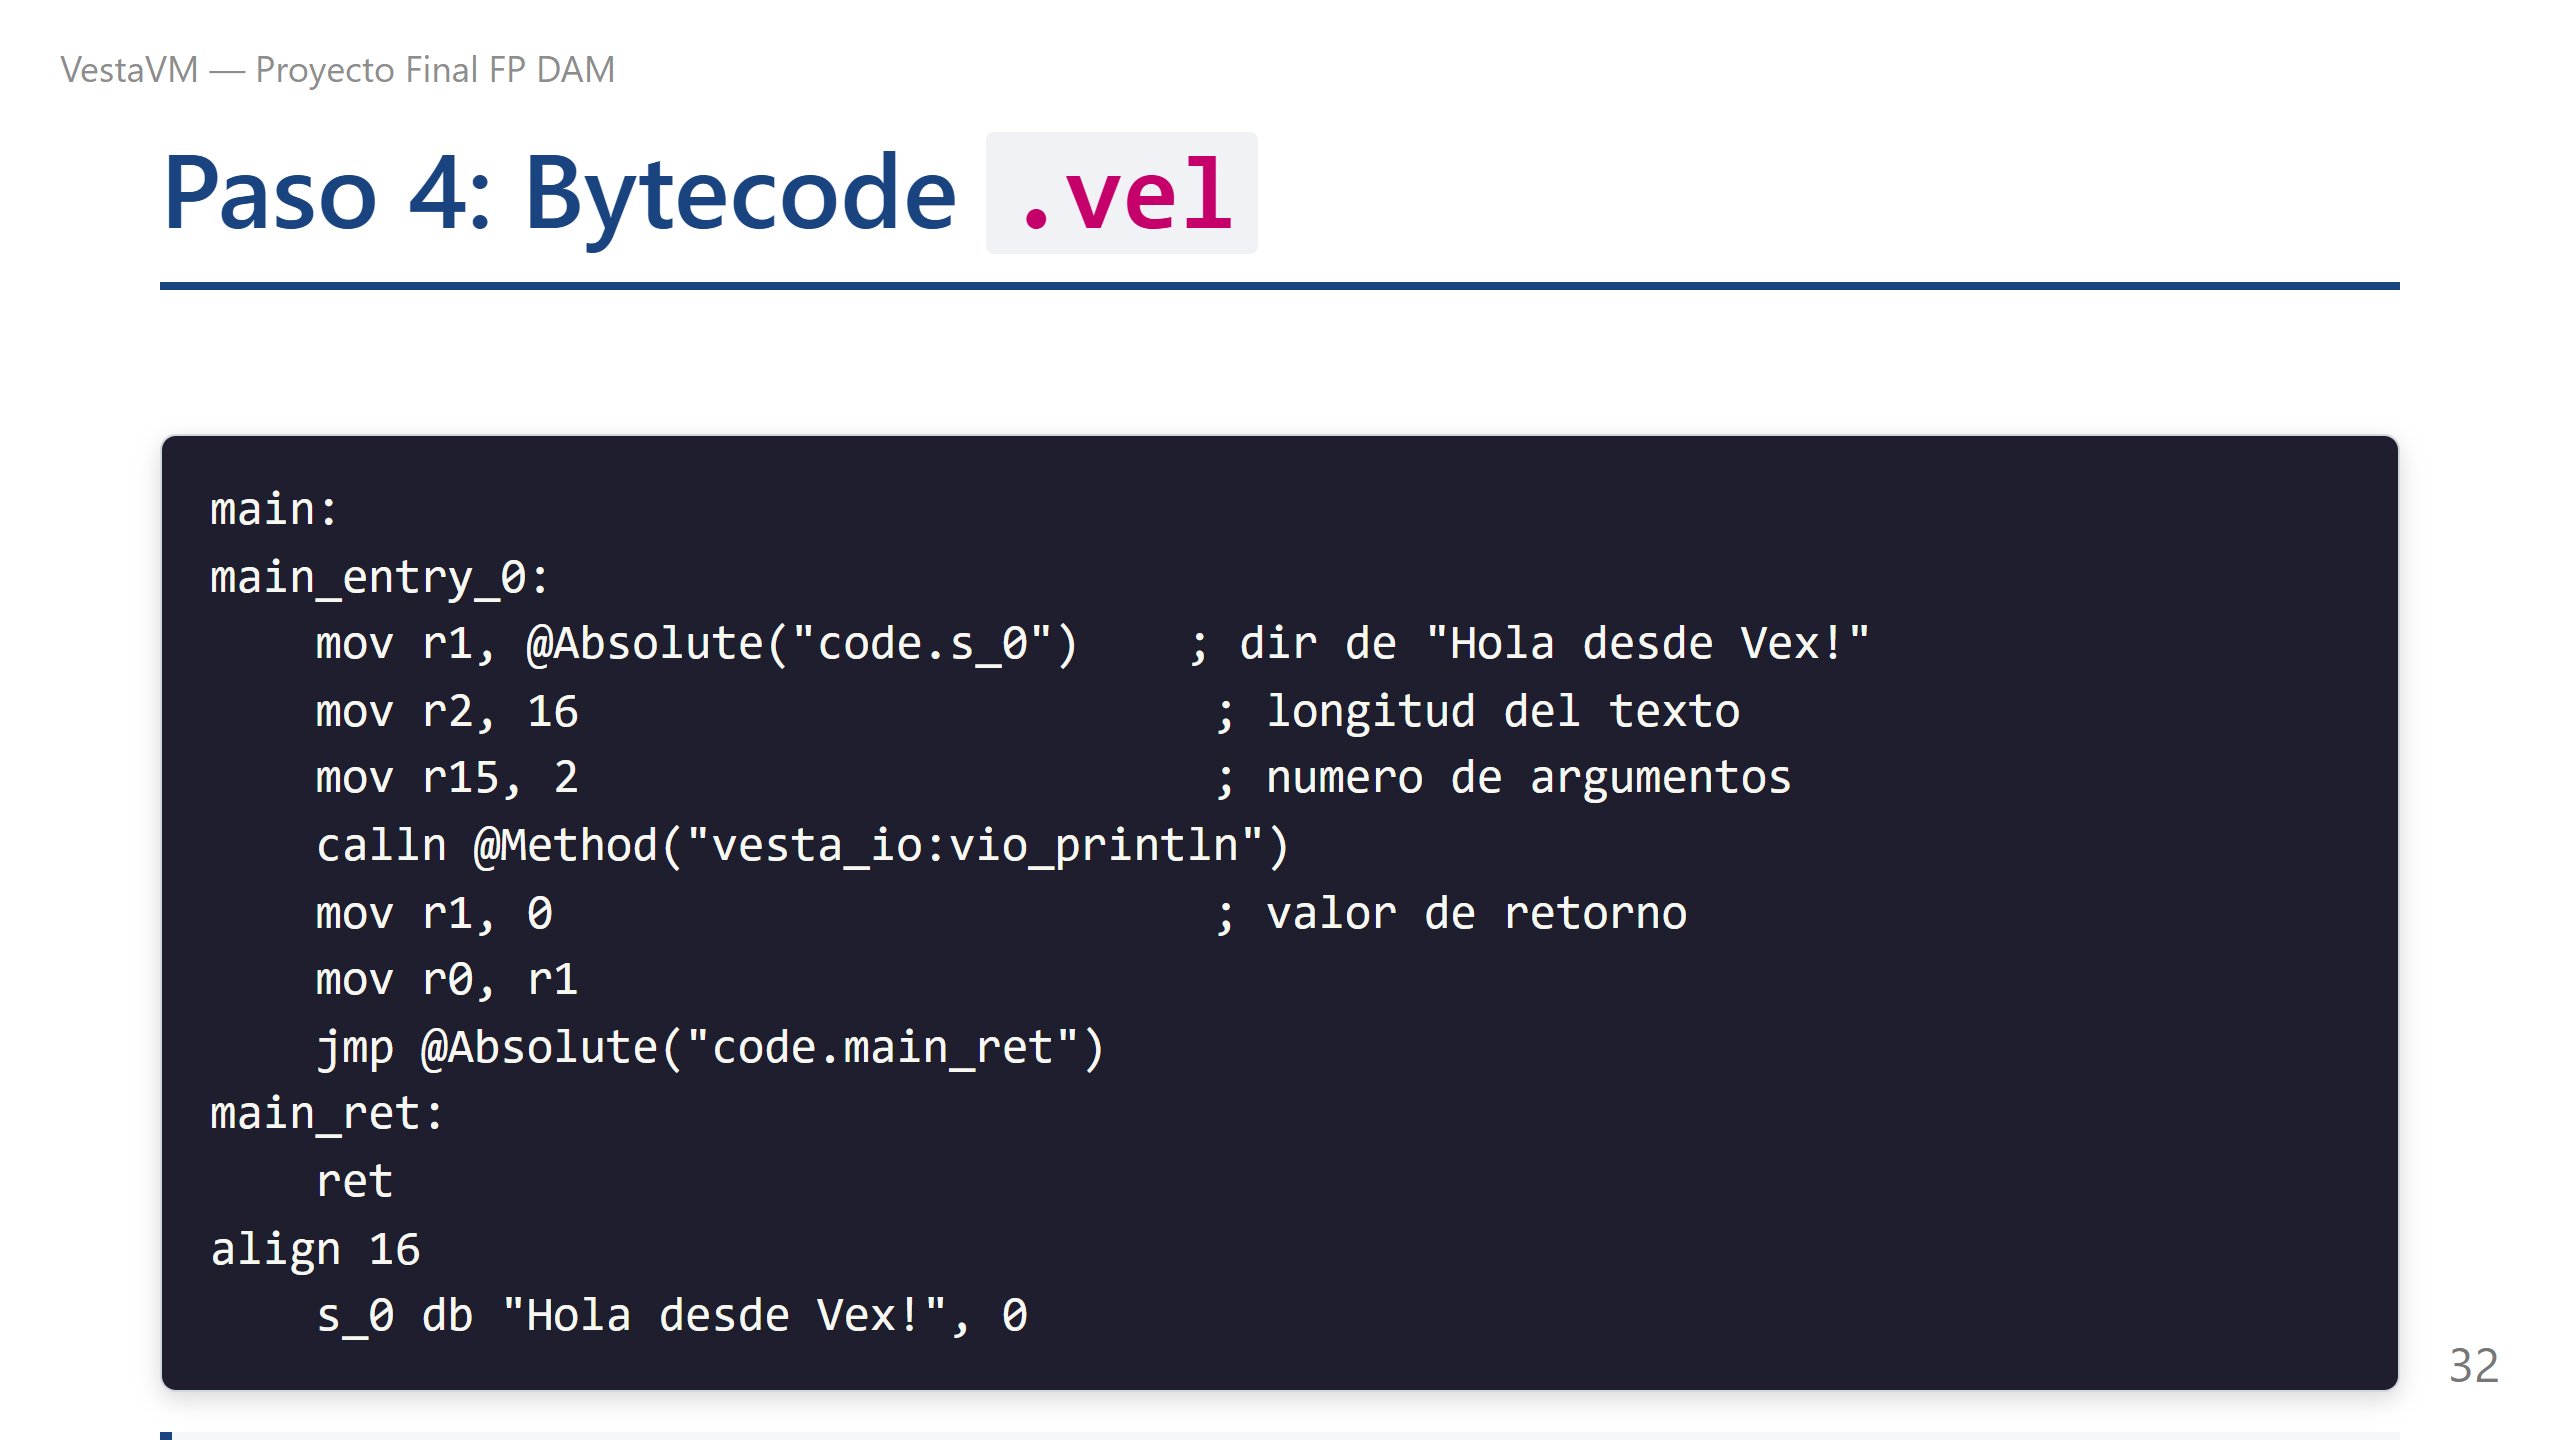 VestaVM — Proyecto Final FP DAM
Paso 4: Bytecode .vel
main:
main_entry_0:
    mov r1, @Absolute("code.s_0")    ; dir de "Hola desde Vex!"
    mov r2, 16                        ; longitud del texto
    mov r15, 2                        ; numero de argumentos
    calln @Method("vesta_io:vio_println")
    mov r1, 0                         ; valor de retorno
    mov r0, r1
    jmp @Absolute("code.main_ret")
main_ret:
    ret
align 16
    s_0 db "Hola desde Vex!", 0
32